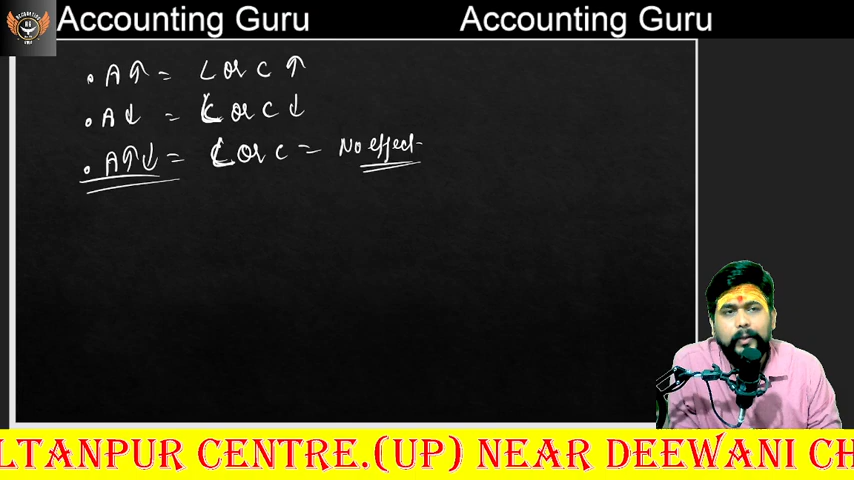 Accounting Guru
Accounting Guru
. A↑ = L or C ↑
. A↓ = L or C ↓
. A↑↓ = L or C = No effect
LTANPUR CENTRE.(UP) NEAR DEEWANI CH